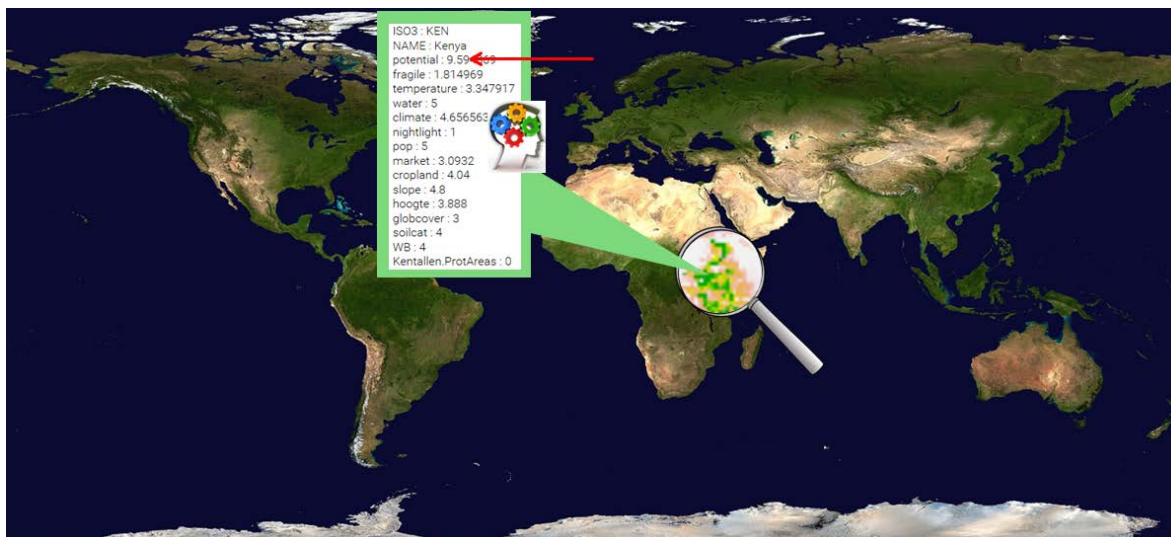 ISO3 : KEN
NAME : Kenya
potential : 9.59
fragile : 1.814969
temperature : 3.347917
water : 5
climate : 4.656563
nightlight : 1
pop : 5
market : 3.0932
cropland : 4.04
slope : 4.8
hoogte : 3.888
globcover : 3
soilcat : 4
WB : 4
Kentallen.ProtAreas : 0